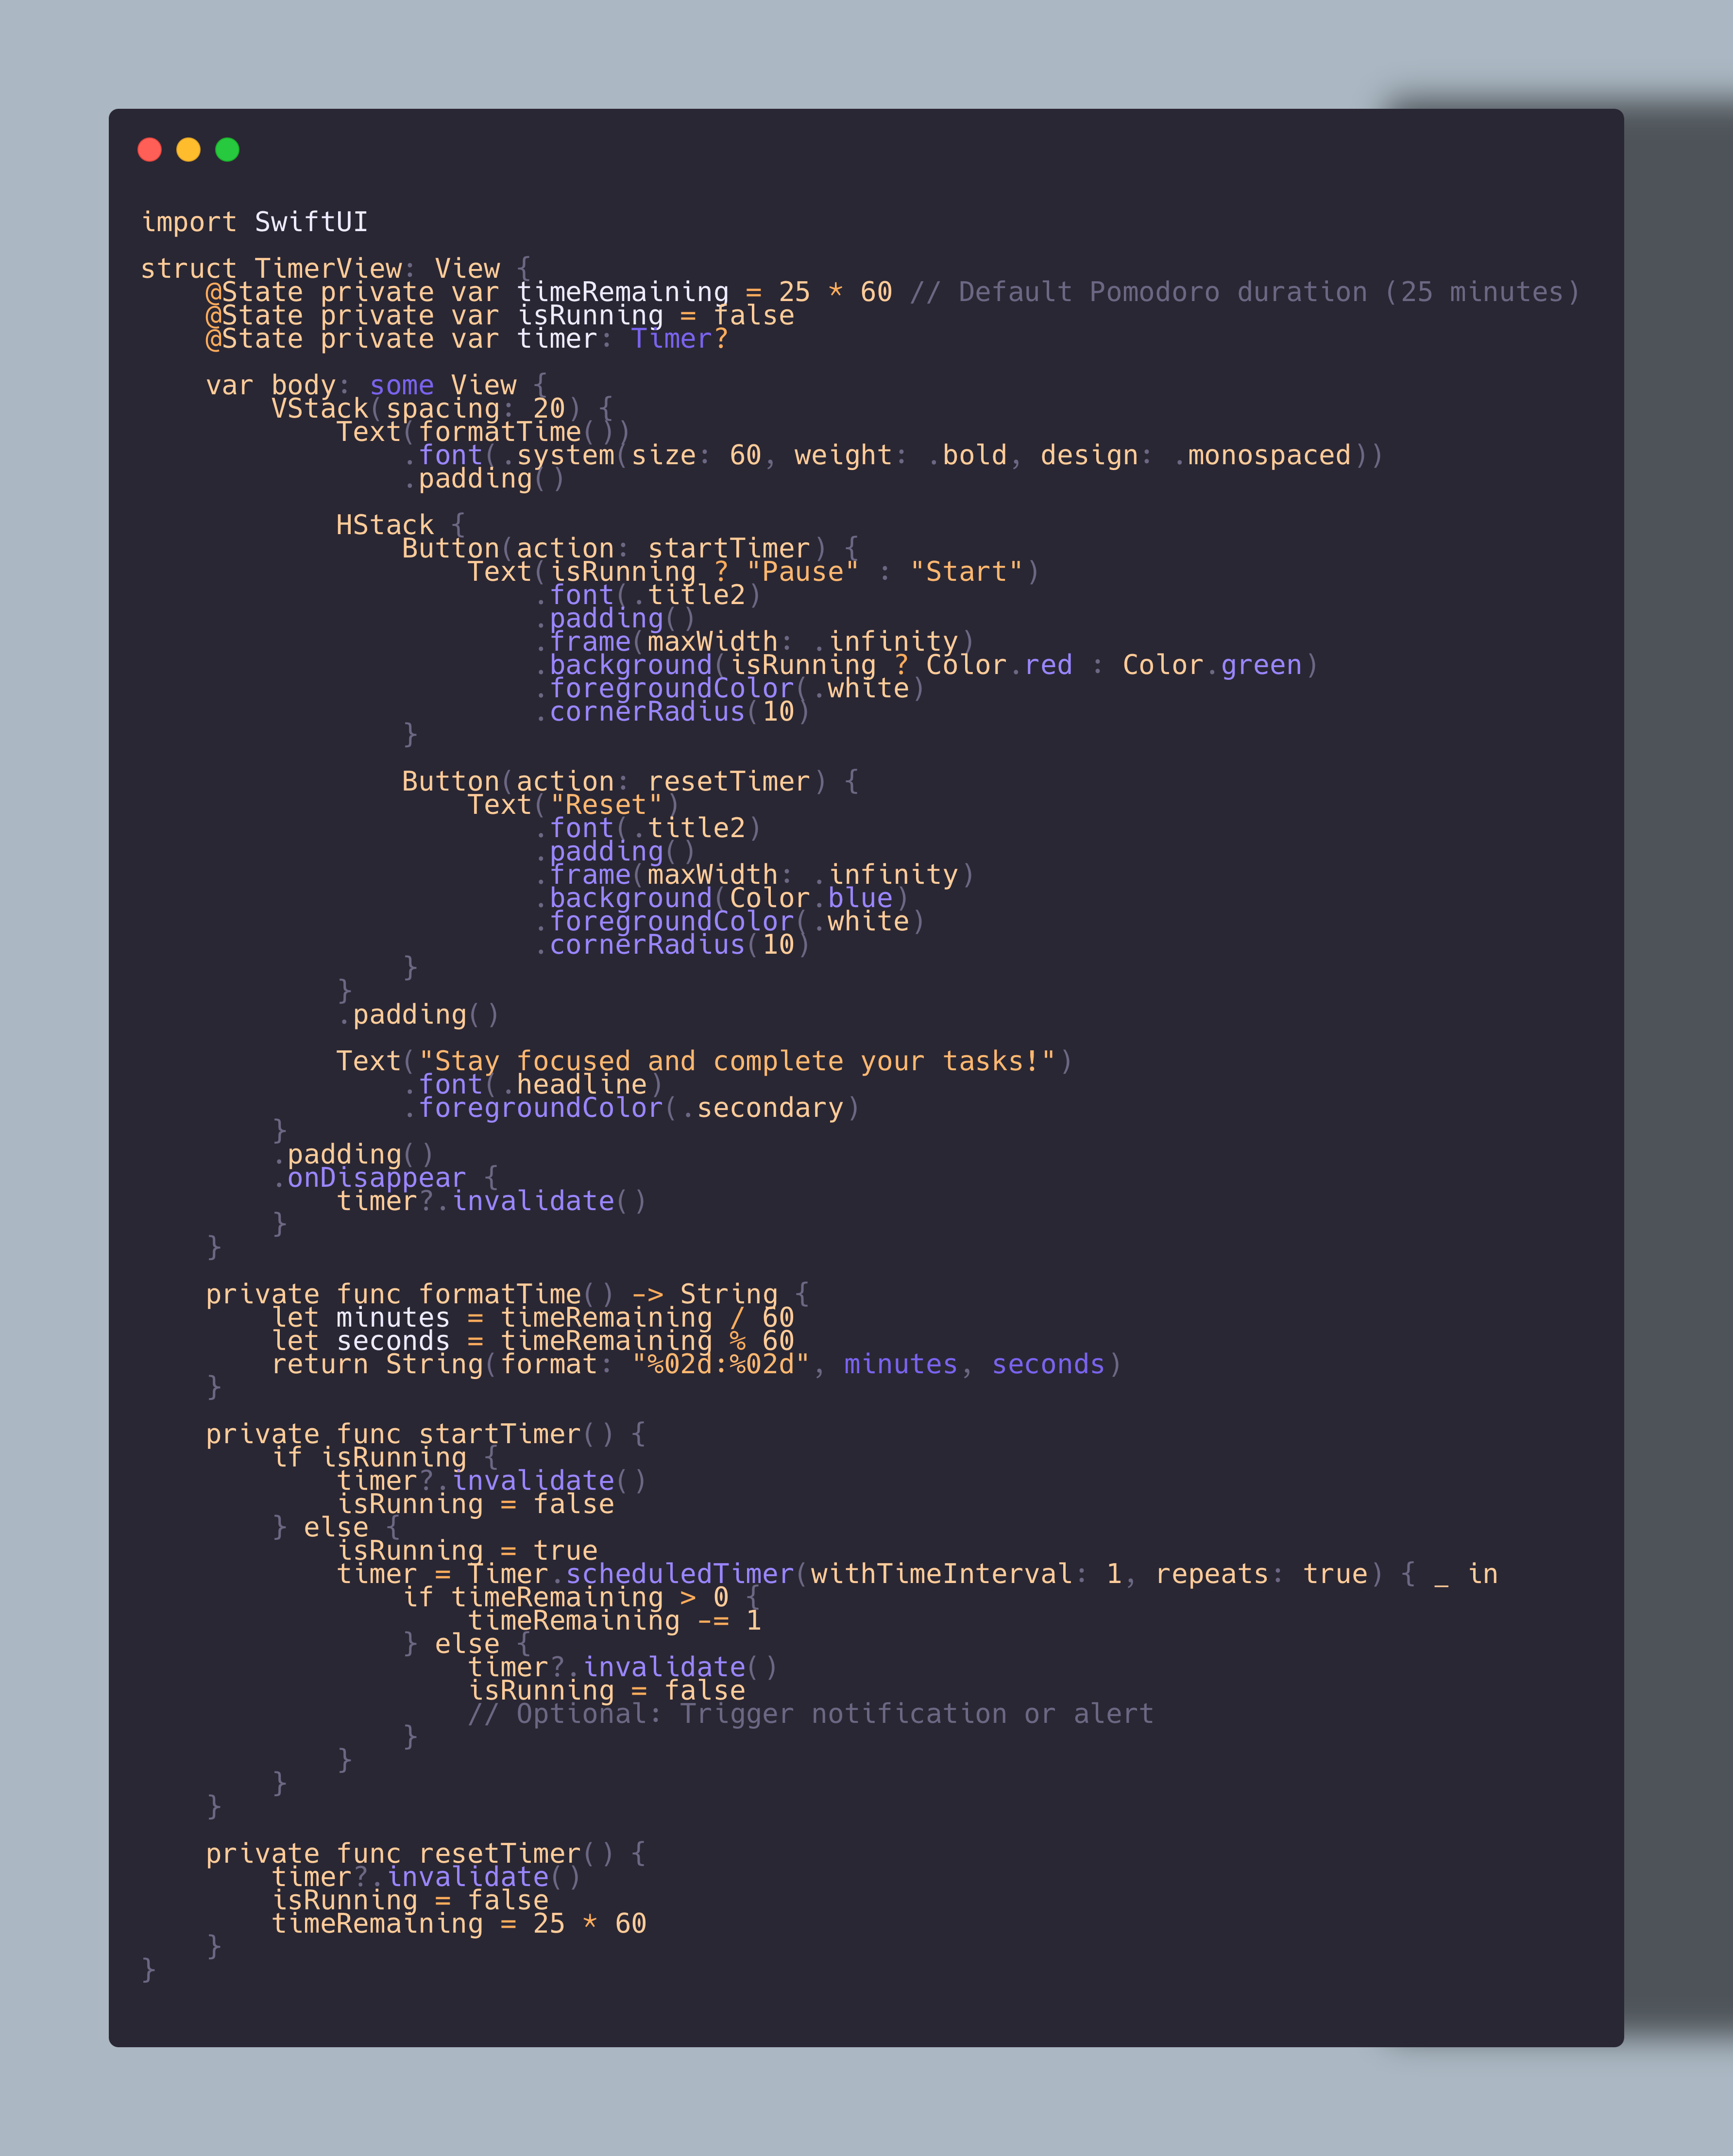 import SwiftUI

struct TimerView: View {
    @State private var timeRemaining = 25 * 60 // Default Pomodoro duration (25 minutes)
    @State private var isRunning = false
    @State private var timer: Timer?

    var body: some View {
        VStack(spacing: 20) {
            Text(formatTime())
                .font(.system(size: 60, weight: .bold, design: .monospaced))
                .padding()

            HStack {
                Button(action: startTimer) {
                    Text(isRunning ? "Pause" : "Start")
                        .font(.title2)
                        .padding()
                        .frame(maxWidth: .infinity)
                        .background(isRunning ? Color.red : Color.green)
                        .foregroundColor(.white)
                        .cornerRadius(10)
                }

                Button(action: resetTimer) {
                    Text("Reset")
                        .font(.title2)
                        .padding()
                        .frame(maxWidth: .infinity)
                        .background(Color.blue)
                        .foregroundColor(.white)
                        .cornerRadius(10)
                }
            }
            .padding()

            Text("Stay focused and complete your tasks!")
                .font(.headline)
                .foregroundColor(.secondary)
        }
        .padding()
        .onDisappear {
            timer?.invalidate()
        }
    }

    private func formatTime() -> String {
        let minutes = timeRemaining / 60
        let seconds = timeRemaining % 60
        return String(format: "%02d:%02d", minutes, seconds)
    }

    private func startTimer() {
        if isRunning {
            timer?.invalidate()
            isRunning = false
        } else {
            isRunning = true
            timer = Timer.scheduledTimer(withTimeInterval: 1, repeats: true) { _ in
                if timeRemaining > 0 {
                    timeRemaining -= 1
                } else {
                    timer?.invalidate()
                    isRunning = false
                    // Optional: Trigger notification or alert
                }
            }
        }
    }

    private func resetTimer() {
        timer?.invalidate()
        isRunning = false
        timeRemaining = 25 * 60
    }
}